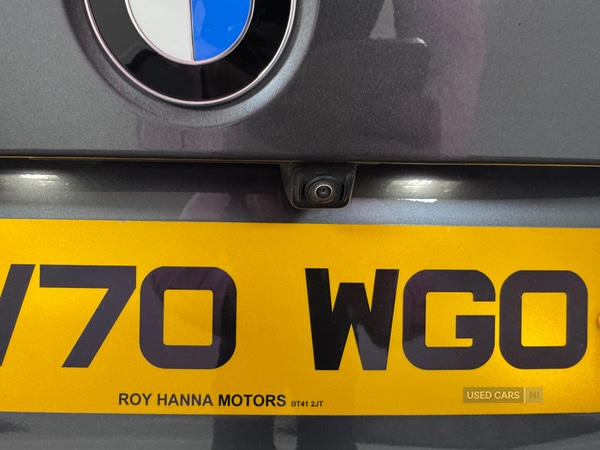 70 WGO
ROY HANNA MOTORS BT41 2JT
USED CARS NI